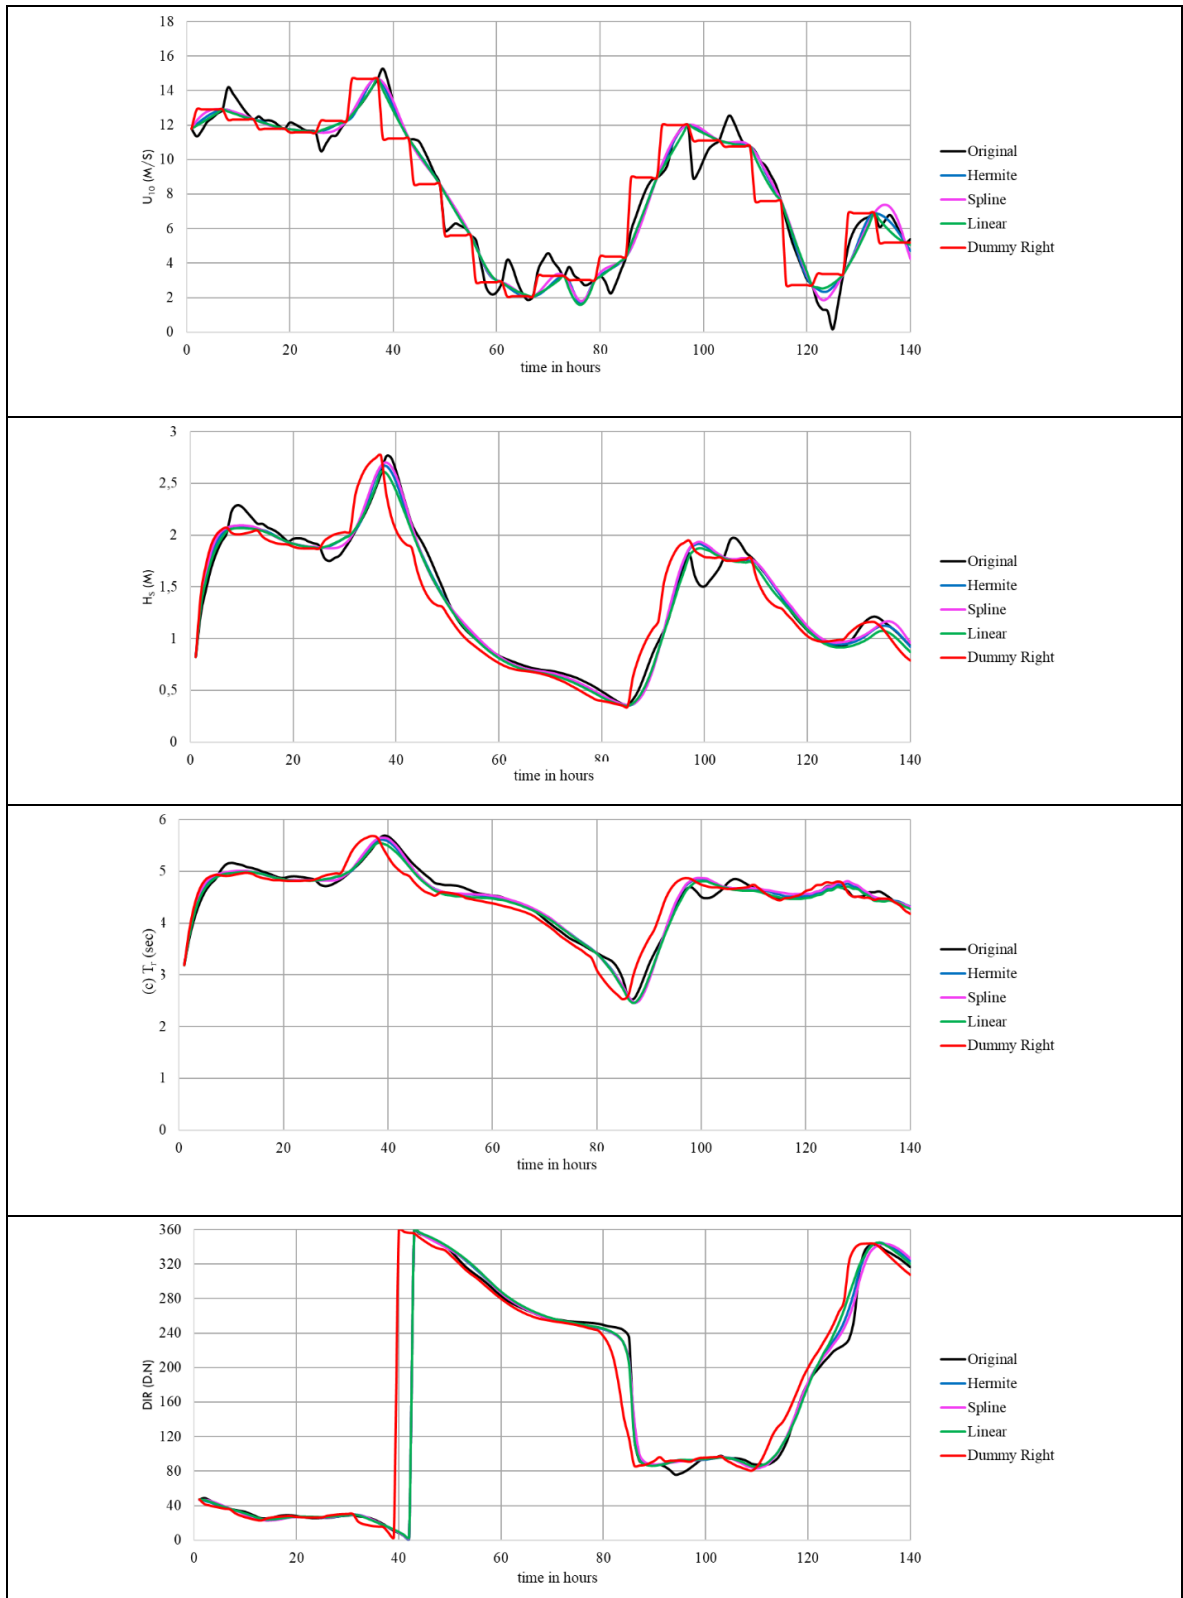 18
16
14
12
10
8
6
4
2
0
U10 (M/S)
0 20 40 60 80 100 120 140
time in hours
Original
Hermite
Spline
Linear
Dummy Right
3
2,5
2
1,5
1
0,5
0
HS (M)
0 20 40 60 80 100 120 140
time in hours
Original
Hermite
Spline
Linear
Dummy Right
6
5
4
3
2
1
0
(c) Tr (sec)
0 20 40 60 80 100 120 140
time in hours
Original
Hermite
Spline
Linear
Dummy Right
360
320
280
240
200
160
120
80
40
0
DIR (D.N)
0 20 40 60 80 100 120 140
time in hours
Original
Hermite
Spline
Linear
Dummy Right